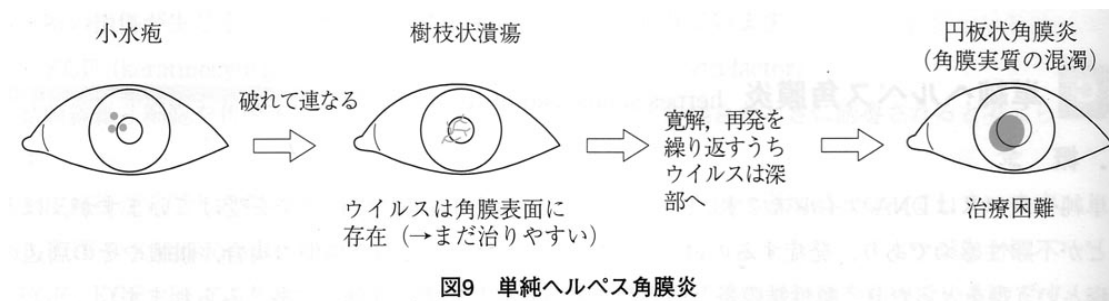 小水疱
破れて連なる
樹枝状潰瘍
ウイルスは角膜表面に
存在（→まだ治りやすい）
寛解，再発を
繰り返すうち
ウイルスは深
部へ
円板状角膜炎
（角膜実質の混濁）
治療困難
図9　単純ヘルペス角膜炎